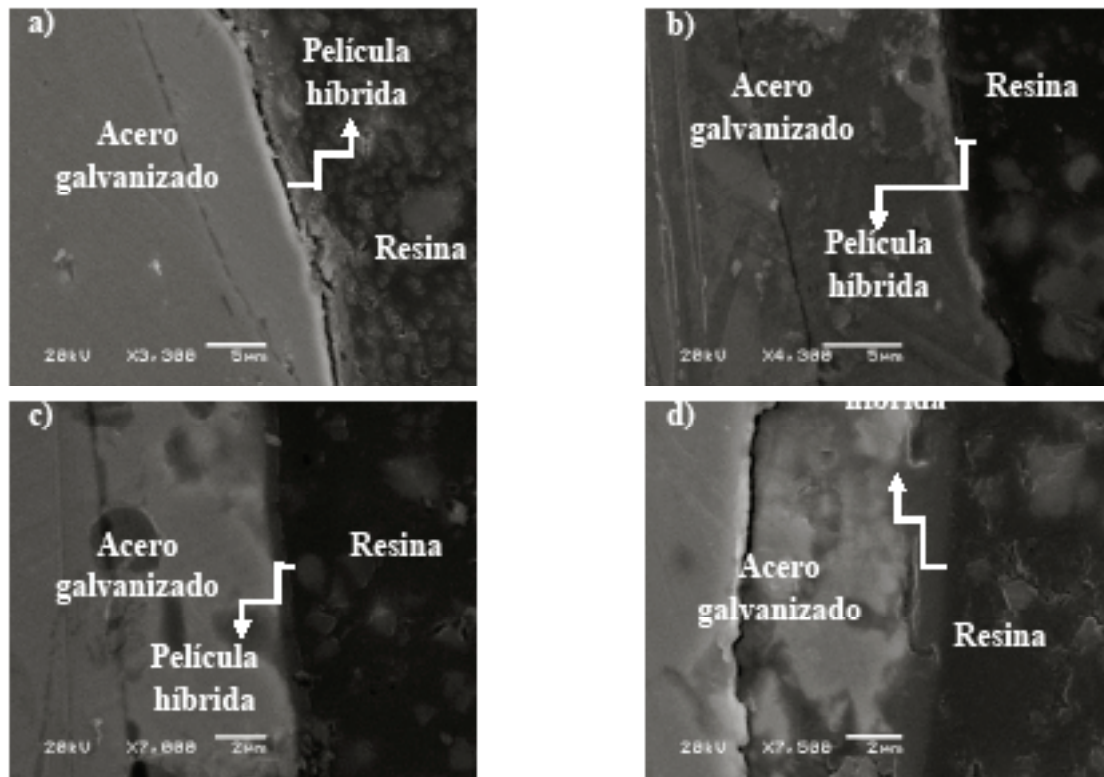 a)
Película
híbrida
Acero
galvanizado
Resina
20kV X3,300 5µm
b)
Acero
galvanizado
Resina
Película
híbrida
20kV X4,300 5µm
c)
Acero
galvanizado
Resina
Película
híbrida
20kV X7,000 2µm
d)
híbrida
Acero
galvanizado
Resina
20kV X7,500 2µm